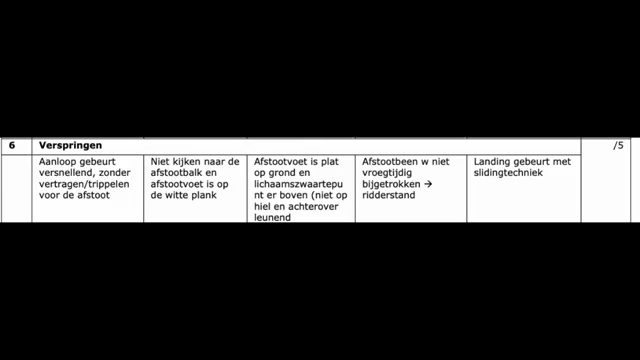 6 Verspringen /5
Aanloop gebeurt
versnellend, zonder
vertragen/trippelen
voor de afstoot
Niet kijken naar de
afstootbalk en
afstootvoet is op
de witte plank
Afstootvoet is plat
op grond en
lichaamszwaartepu
nt er boven (niet op
hiel en achterover
leunend
Afstootbeen w niet
vroegtijdig
bijgetrokken →
ridderstand
Landing gebeurt met
slidingtechniek